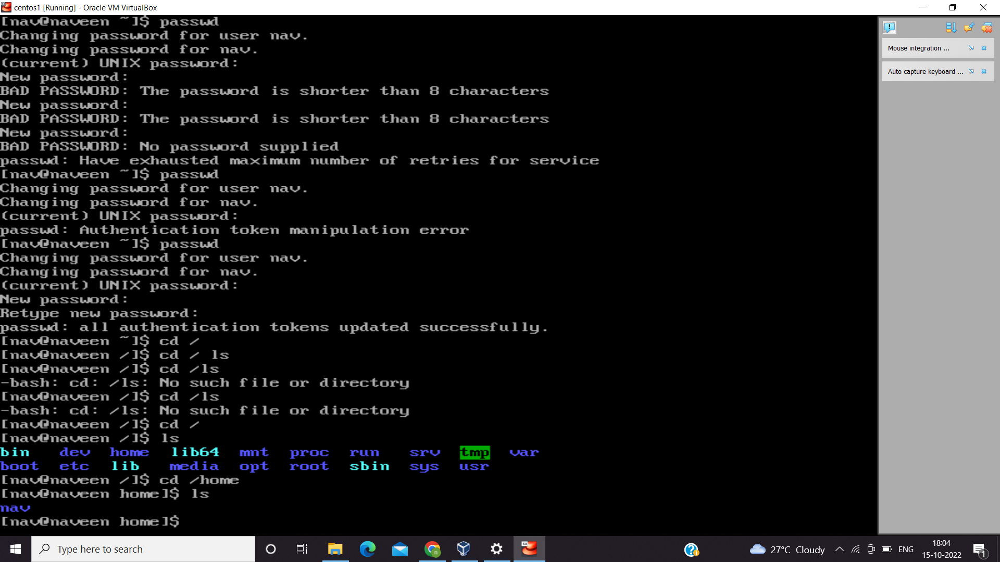 centos1 [Running] - Oracle VM VirtualBox
[nav@naveen ~]$ passwd
Changing password for user nav.
Changing password for nav.
(current) UNIX password:
New password:
BAD PASSWORD: The password is shorter than 8 characters
New password:
BAD PASSWORD: The password is shorter than 8 characters
New password:
BAD PASSWORD: No password supplied
passwd: Have exhausted maximum number of retries for service
[nav@naveen ~]$ passwd
Changing password for user nav.
Changing password for nav.
(current) UNIX password:
passwd: Authentication token manipulation error
[nav@naveen ~]$ passwd
Changing password for user nav.
Changing password for nav.
(current) UNIX password:
New password:
Retype new password:
passwd: all authentication tokens updated successfully.
[nav@naveen ~]$ cd /
[nav@naveen /]$ cd / ls
[nav@naveen /]$ cd /ls
-bash: cd: /ls: No such file or directory
[nav@naveen /]$ cd /ls
-bash: cd: /ls: No such file or directory
[nav@naveen /]$ cd /
[nav@naveen /]$ ls
bin dev home lib64 mnt proc run srv tmp var
boot etc lib media opt root sbin sys usr
[nav@naveen /]$ cd /home
[nav@naveen home]$ ls
nav
[nav@naveen home]$
Mouse integration ...
Auto capture keyboard ...
Type here to search
27°C Cloudy
ENG
18:04
15-10-2022
1